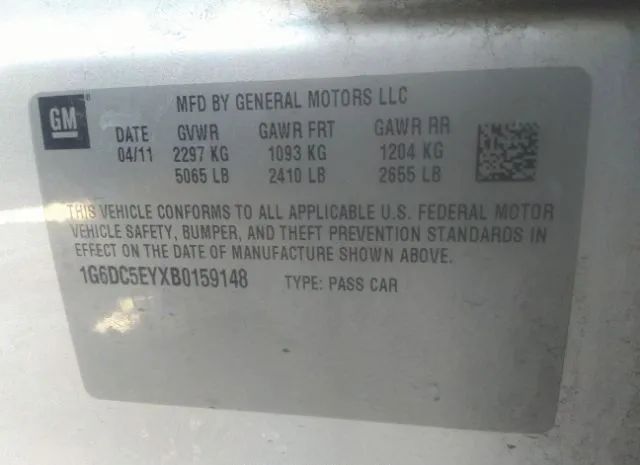 GM
MFD BY GENERAL MOTORS LLC
DATE GVWR GAWR FRT GAWR RR
04/11 2297 KG 1093 KG 1204 KG
5065 LB 2410 LB 2655 LB
THIS VEHICLE CONFORMS TO ALL APPLICABLE U.S. FEDERAL MOTOR
VEHICLE SAFETY, BUMPER, AND THEFT PREVENTION STANDARDS IN
EFFECT ON THE DATE OF MANUFACTURE SHOWN ABOVE.
1G6DC5EYXB0159148 TYPE: PASS CAR